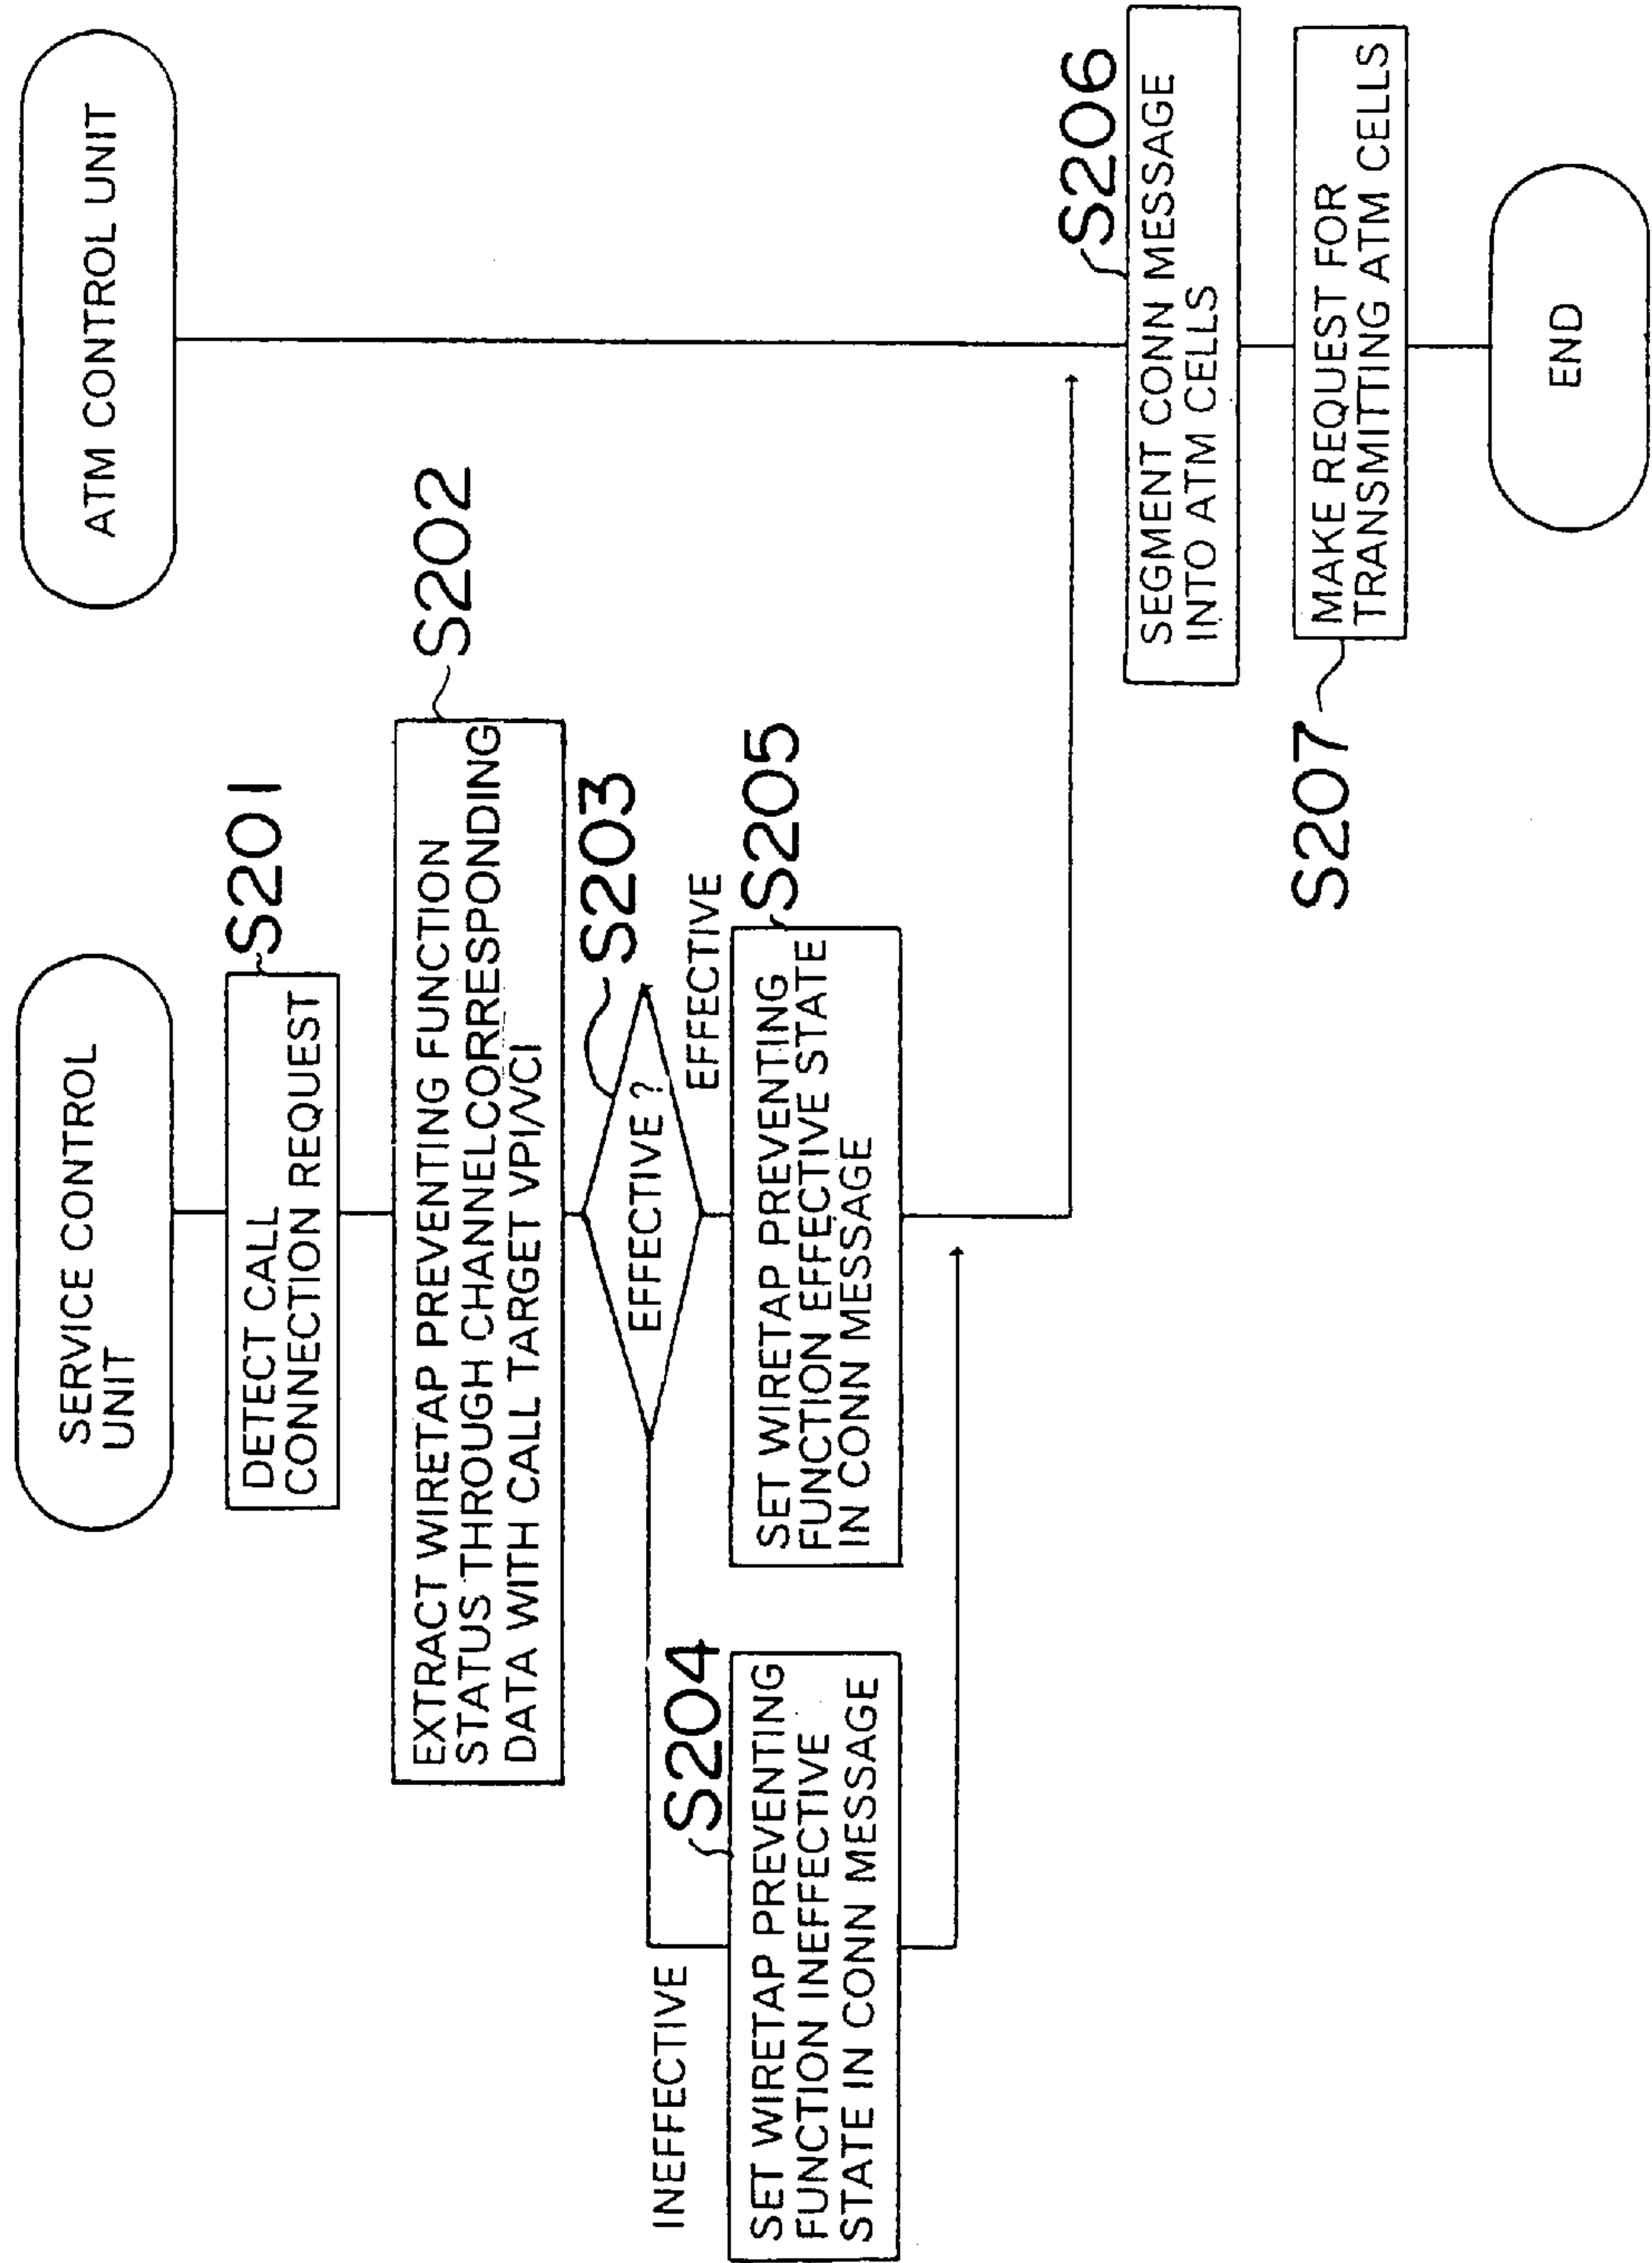 SERVICE CONTROL
UNIT
ATM CONTROL UNIT
S201
DETECT CALL
CONNECTION REQUEST
S202
EXTRACT WIRETAP PREVENTING FUNCTION
STATUS THROUGH CHANNELCORRESPONDING
DATA WITH CALL TARGET VPI/VCI
S203
EFFECTIVE ?
INEFFECTIVE
EFFECTIVE
S204
SET WIRETAP PREVENTING
FUNCTION INEFFECTIVE
STATE IN CONN MESSAGE
S205
SET WIRETAP PREVENTING
FUNCTION EFFECTIVE STATE
IN CONN MESSAGE
S206
SEGMENT CONN MESSAGE
INTO ATM CELLS
S207
MAKE REQUEST FOR
TRANSMITTING ATM CELLS
END